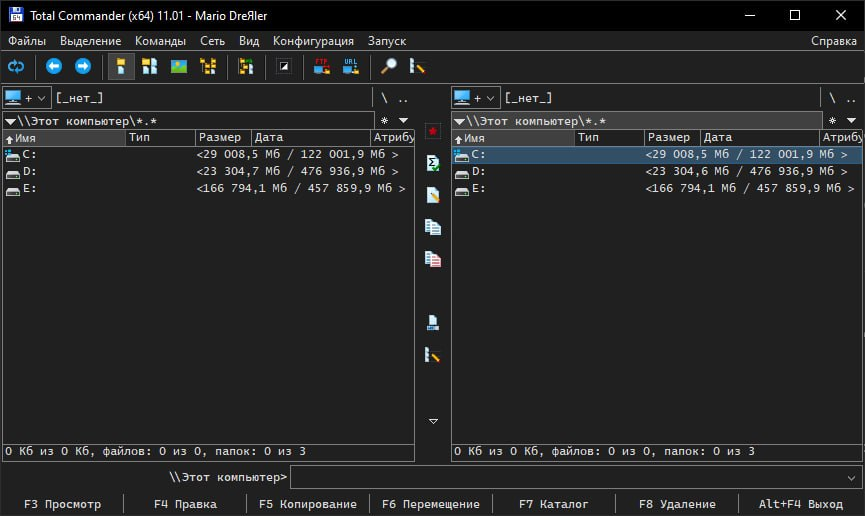 Total Commander (x64) 11.01 - Mario DreЯler
Файлы Выделение Команды Сеть Вид Конфигурация Запуск Справка
FTP URL
+ [_нет_] \ ..
\\Этот компьютер\*.* *
Имя Тип Размер Дата Атрибу
C: <29 008,5 Мб / 122 001,9 Мб >
D: <23 304,7 Мб / 476 936,9 Мб >
E: <166 794,1 Мб / 457 859,9 Мб >
0 Кб из 0 Кб, файлов: 0 из 0, папок: 0 из 3
+ [_нет_] \ ..
\\Этот компьютер\*.* *
Имя Тип Размер Дата Атрибу
C: <29 008,5 Мб / 122 001,9 Мб >
D: <23 304,6 Мб / 476 936,9 Мб >
E: <166 794,1 Мб / 457 859,9 Мб >
0 Кб из 0 Кб, файлов: 0 из 0, папок: 0 из 3
\\Этот компьютер>
F3 Просмотр F4 Правка F5 Копирование F6 Перемещение F7 Каталог F8 Удаление Alt+F4 Выход